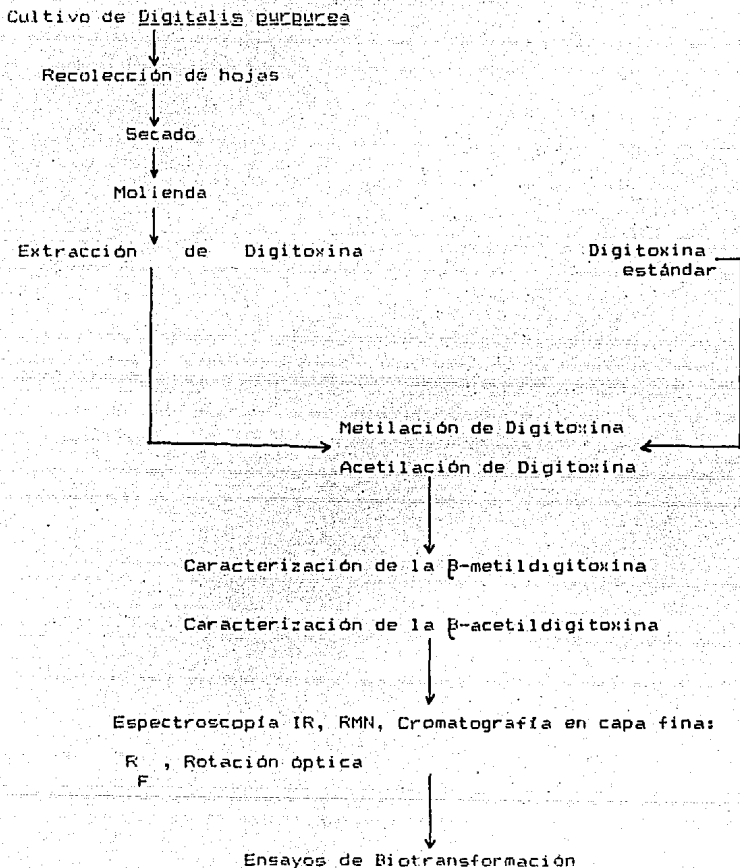 Cultivo de Digitalis purpurea
Recolección de hojas
Secado
Molienda
Extracción de Digitoxina
Digitoxina
estándar
Metilación de Digitoxina
Acetilación de Digitoxina
Caracterización de la β-metildigitoxina
Caracterización de la β-acetildigitoxina
Espectroscopía IR, RMN, Cromatografía en capa fina:
R , Rotación óptica
F
Ensayos de Biotransformación